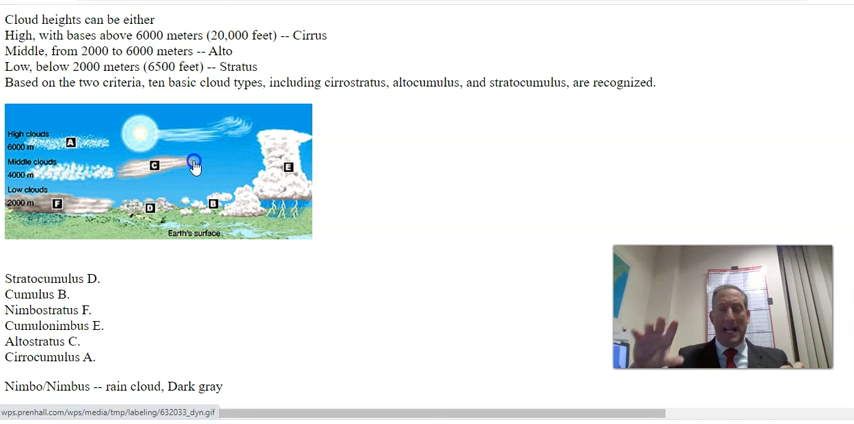 Cloud heights can be either
High, with bases above 6000 meters (20,000 feet) -- Cirrus
Middle, from 2000 to 6000 meters -- Alto
Low, below 2000 meters (6500 feet) -- Stratus
Based on the two criteria, ten basic cloud types, including cirrostratus, altocumulus, and stratocumulus, are recognized.
High clouds
A
6000 m
Middle clouds
C
E
4000 m
Low clouds
2000 m
F
D
B
Earth's surface
Stratocumulus D.
Cumulus B.
Nimbostratus F.
Cumulonimbus E.
Altostratus C.
Cirrocumulus A.
Nimbo/Nimbus -- rain cloud, Dark gray
wps.prenhall.com/wps/media/tmp/labeling/632033_dyn.gif